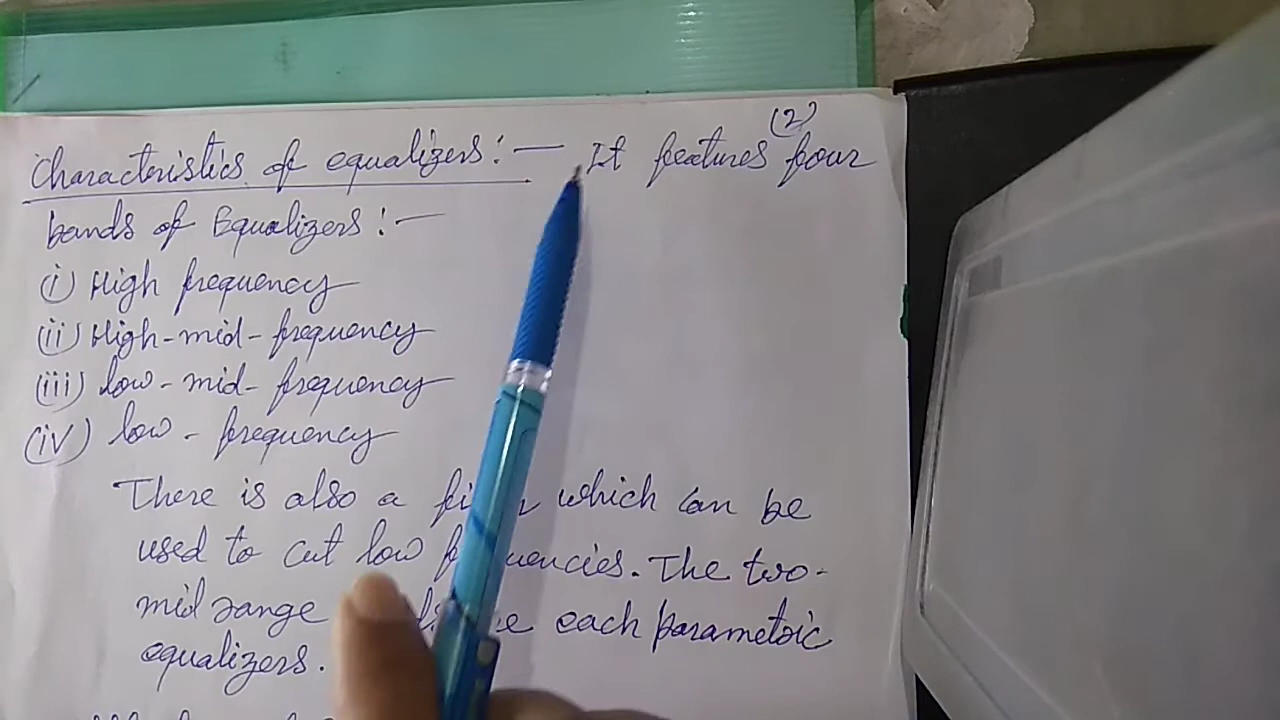 (2)
Characteristics of equalizers:— It features four
bands of Equalizers:—
(i) High frequency
(ii) High-mid-frequency
(iii) low-mid-frequency
(iv) low-frequency
There is also a which can be
used to cut low The two-
mid range each parametric
equalizers.